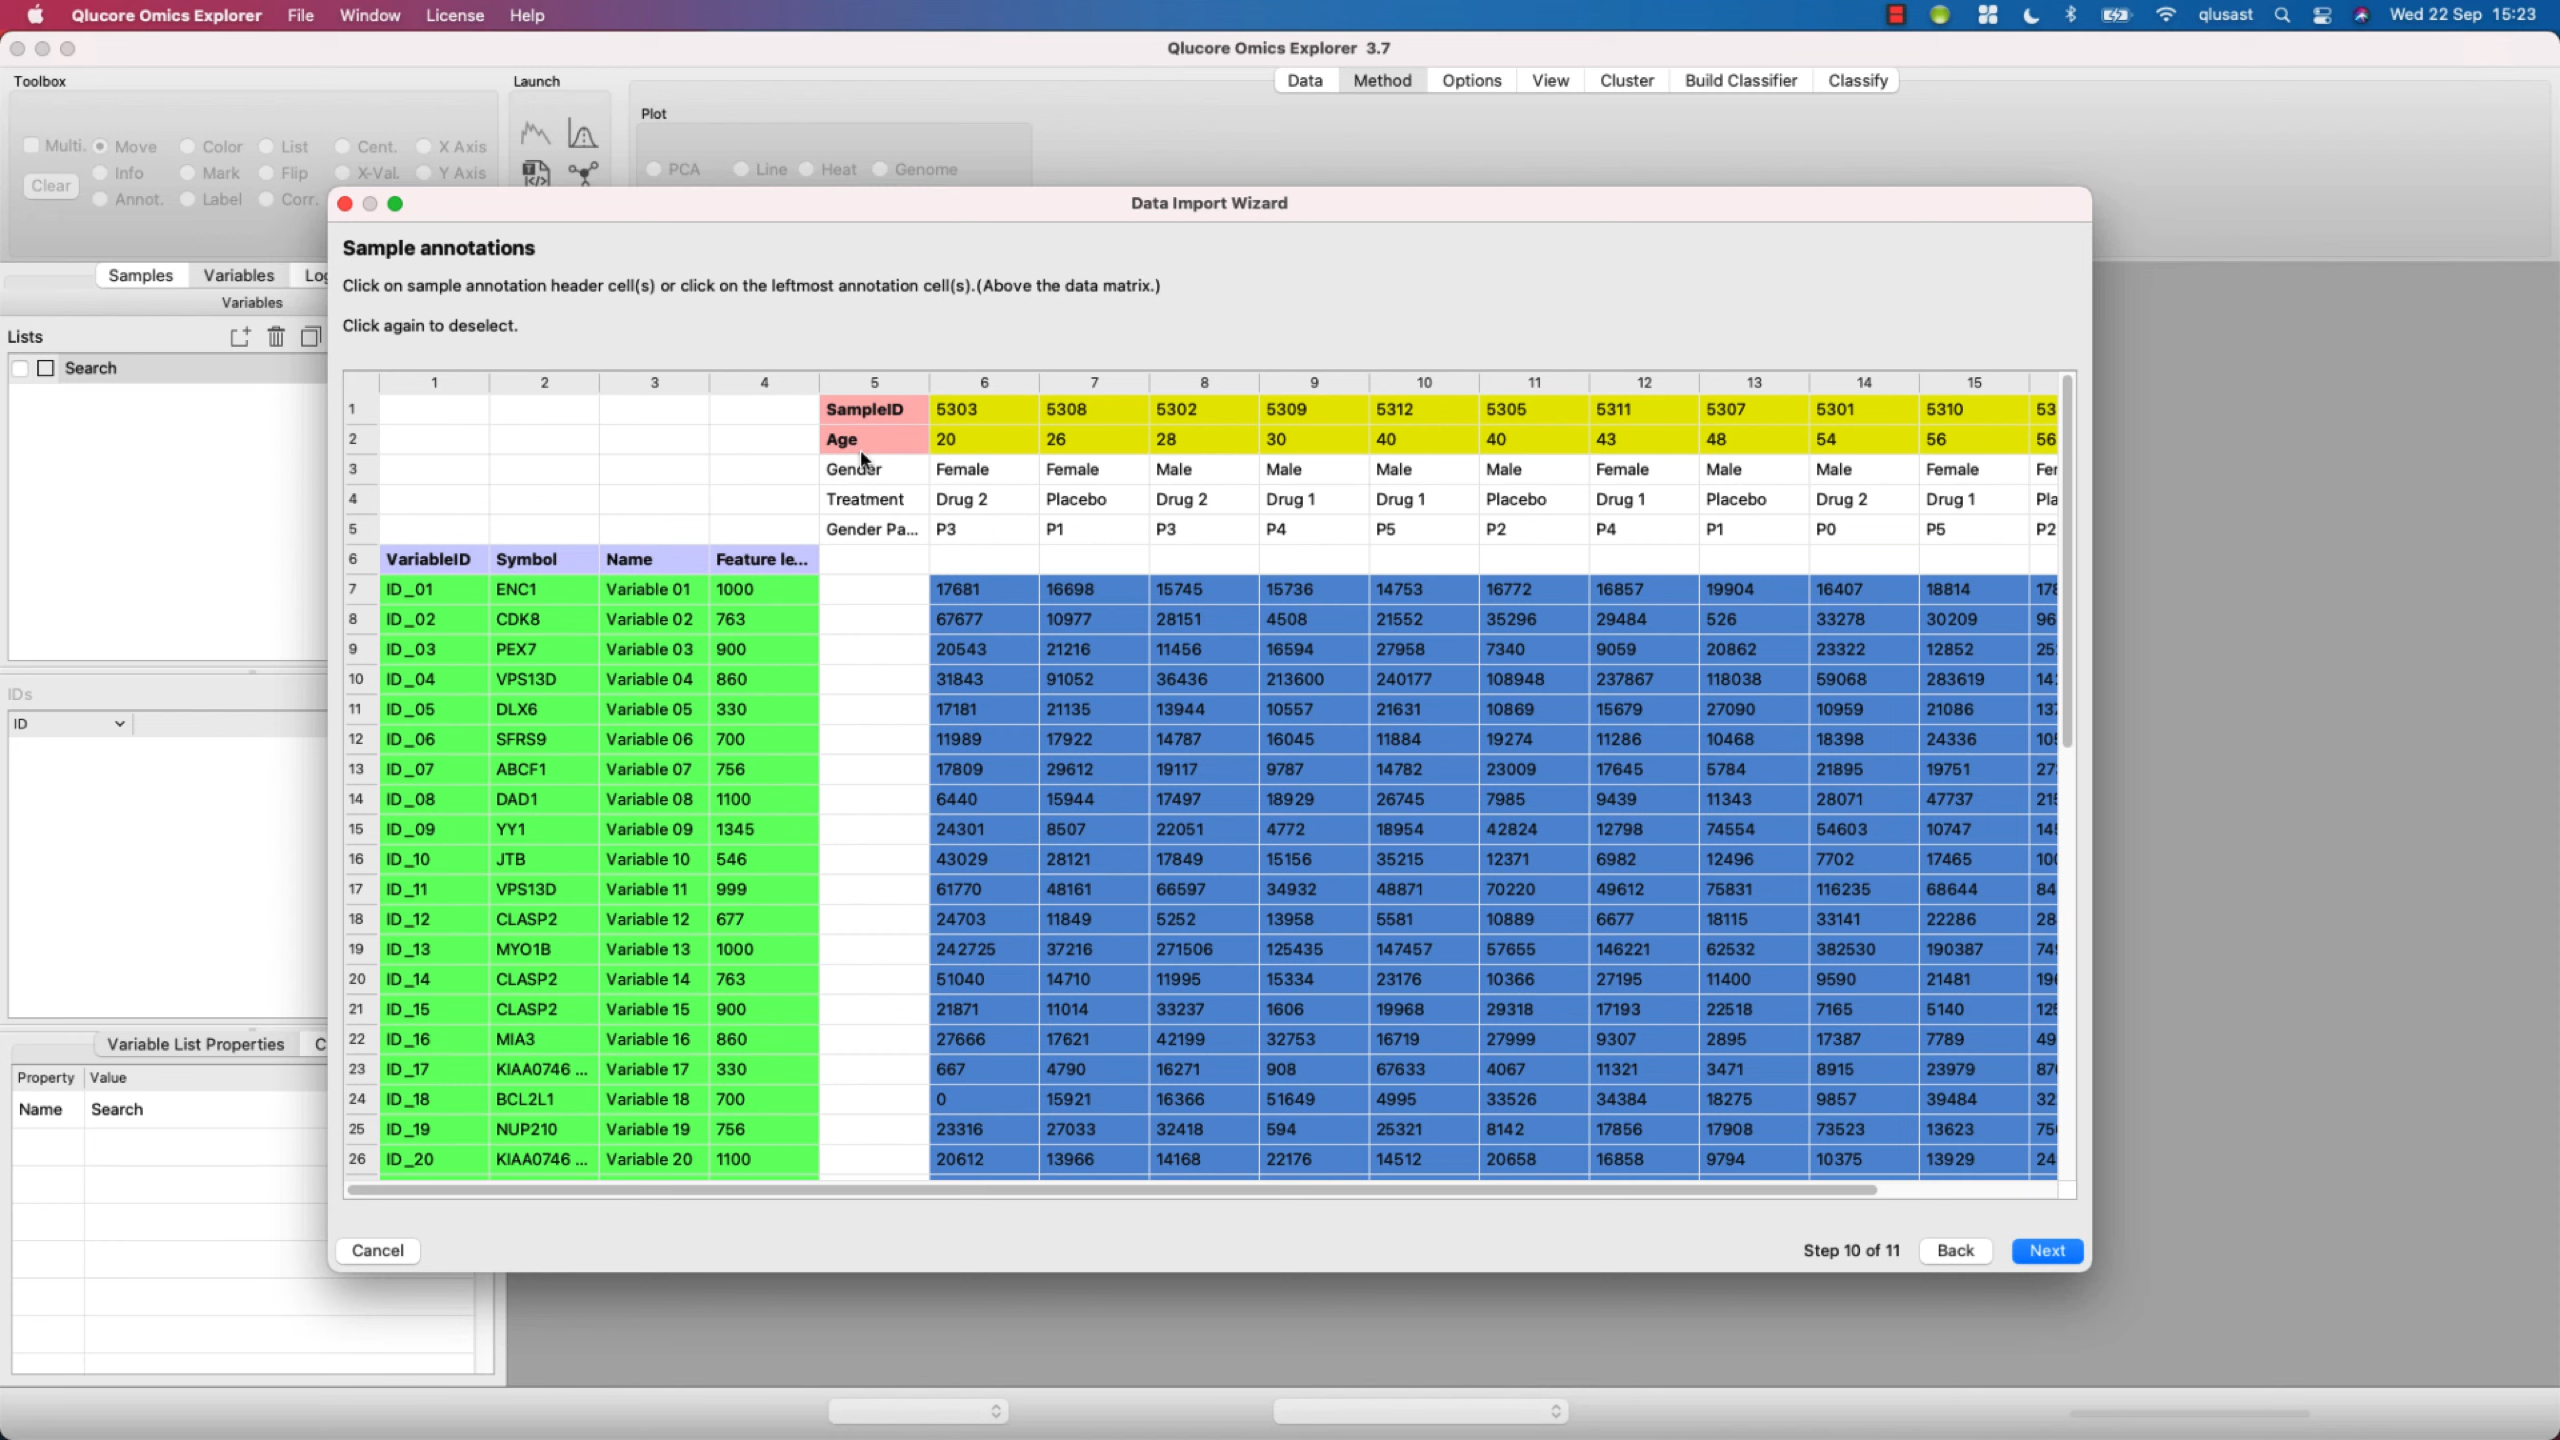 Qlucore Omics Explorer File Window License Help qlusast Wed 22 Sep 15:23
Qlucore Omics Explorer 3.7
Toolbox Launch Data Method Options View Cluster Build Classifier Classify
Plot
Multi. Move Color List Cent. X Axis
Info Mark Flip X-Val. Y Axis
PCA Line Heat Genome
Clear
Annot. Label Corr.
Data Import Wizard
Sample annotations
Samples Variables
Click on sample annotation header cell(s) or click on the leftmost annotation cell(s).(Above the data matrix.)
Variables
Click again to deselect.
Lists
Search
IDs
ID
Variable List Properties
Property Value
Name Search
1 2 3 4 5 6 7 8 9 10 11 12 13 14 15
1 SampleID 5303 5308 5302 5309 5312 5305 5311 5307 5301 5310 53
2 Age 20 26 28 30 40 40 43 48 54 56 56
3 Gender Female Female Male Male Male Male Female Male Male Female
4 Treatment Drug 2 Placebo Drug 2 Drug 1 Drug 1 Placebo Drug 1 Placebo Drug 2 Drug 1 Pla
5 Gender Pa... P3 P1 P3 P4 P5 P2 P4 P1 P0 P5 P2
6 VariableID Symbol Name Feature le...
7 ID_01 ENC1 Variable 01 1000 17681 16698 15745 15736 14753 16772 16857 19904 16407 18814
8 ID_02 CDK8 Variable 02 763 67677 10977 28151 4508 21552 35296 29484 526 33278 30209 96
9 ID_03 PEX7 Variable 03 900 20543 21216 11456 16594 27958 7340 9059 20862 23322 12852
10 ID_04 VPS13D Variable 04 860 31843 91052 36436 213600 240177 108948 237867 118038 59068 283619
11 ID_05 DLX6 Variable 05 330 17181 21135 13944 10557 21631 10869 15679 27090 10959 21086
12 ID_06 SFRS9 Variable 06 700 11989 17922 14787 16045 11884 19274 11286 10468 18398 24336
13 ID_07 ABCF1 Variable 07 756 17809 29612 19117 9787 14782 23009 17645 5784 21895 19751
14 ID_08 DAD1 Variable 08 1100 6440 15944 17497 18929 26745 7985 9439 11343 28071 47737
15 ID_09 YY1 Variable 09 1345 24301 8507 22051 4772 18954 42824 12798 74554 54603 10747
16 ID_10 JTB Variable 10 546 43029 28121 17849 15156 35215 12371 6982 12496 7702 17465
17 ID_11 VPS13D Variable 11 999 61770 48161 66597 34932 48871 70220 49612 75831 116235 68644 84
18 ID_12 CLASP2 Variable 12 677 24703 11849 5252 13958 5581 10889 6677 18115 33141 22286 28
19 ID_13 MYO1B Variable 13 1000 242725 37216 271506 125435 147457 57655 146221 62532 382530 190387
20 ID_14 CLASP2 Variable 14 763 51040 14710 11995 15334 23176 10366 27195 11400 9590 21481
21 ID_15 CLASP2 Variable 15 900 21871 11014 33237 1606 19968 29318 17193 22518 7165 5140
22 ID_16 MIA3 Variable 16 860 27666 17621 42199 32753 16719 27999 9307 2895 17387 7789 49
23 ID_17 KIAA0746 ... Variable 17 330 667 4790 16271 908 67633 4067 11321 3471 8915 23979
24 ID_18 BCL2L1 Variable 18 700 0 15921 16366 51649 4995 33526 34384 18275 9857 39484 32
25 ID_19 NUP210 Variable 19 756 23316 27033 32418 594 25321 8142 17856 17908 73523 13623
26 ID_20 KIAA0746 ... Variable 20 1100 20612 13966 14168 22176 14512 20658 16858 9794 10375 13929 24
Cancel Step 10 of 11 Back Next